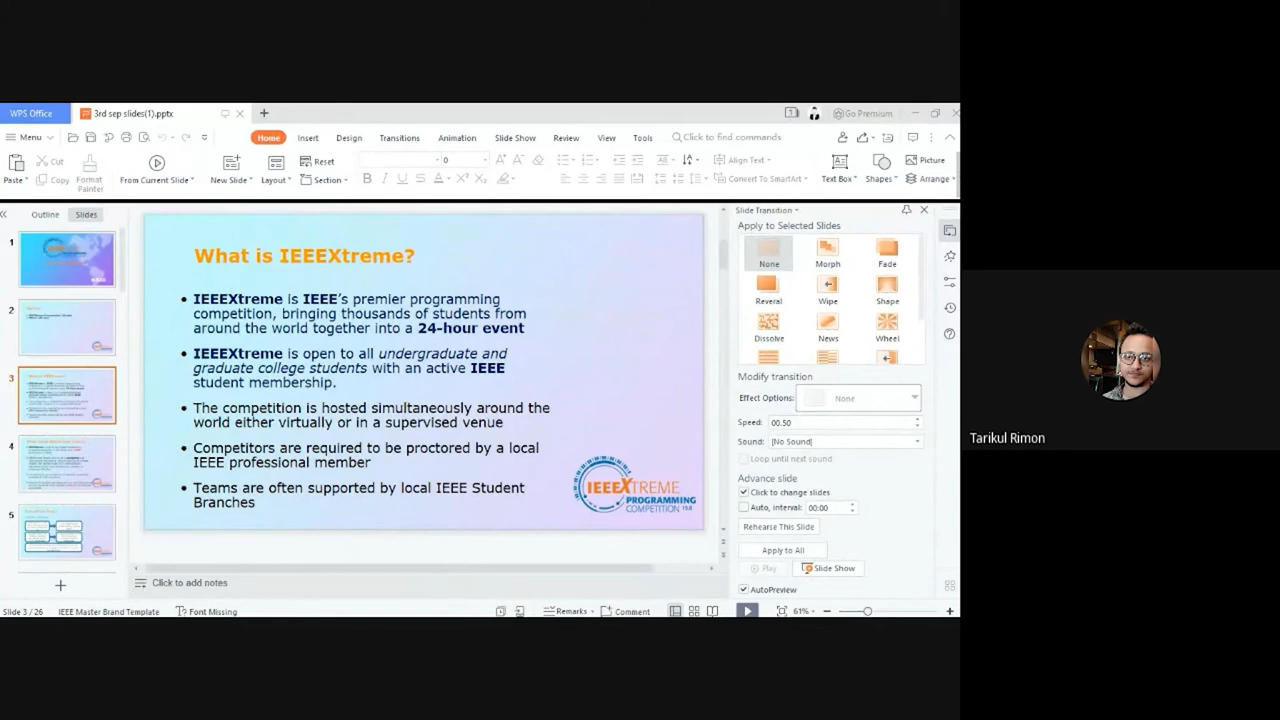 WPS Office
3rd sep slides(1).pptx
1
Go Premium
Menu
Home
Insert
Design
Transitions
Animation
Slide Show
Review
View
Tools
Click to find commands
Paste
Cut
Copy
Format
Painter
From Current Slide
New Slide
Layout
Reset
Section
0
Align Text
Convert To SmartArt
Text Box
Shapes
Picture
Arrange
Outline
Slides
1
2
3
4
5
What is IEEEXtreme?
• IEEEXtreme is IEEE's premier programming
competition, bringing thousands of students from
around the world together into a 24-hour event
• IEEEXtreme is open to all undergraduate and
graduate college students with an active IEEE
student membership.
• The competition is hosted simultaneously around the
world either virtually or in a supervised venue
• Competitors are required to be proctored by a local
IEEE professional member
• Teams are often supported by local IEEE Student
Branches
IEEEXTREME
PROGRAMMING
COMPETITION 15.0
Click to add notes
Slide Transition
Apply to Selected Slides
None
Morph
Fade
Reveral
Wipe
Shape
Dissolve
News
Wheel
Modify transition
Effect Options:
None
Speed:
00.50
Sound:
[No Sound]
Loop until next sound
Advance slide
Click to change slides
Auto, interval:
00:00
Rehearse This Slide
Apply to All
Play
Slide Show
AutoPreview
Slide 3 / 26
IEEE Master Brand Template
Font Missing
Remarks
Comment
61%
Tarikul Rimon